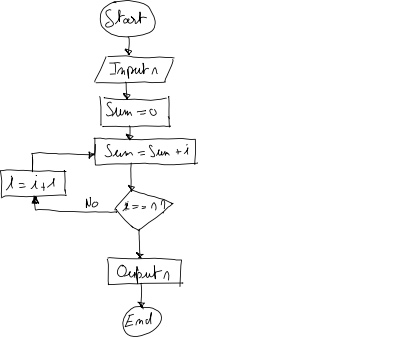 Start
Input n
Sum = 0
Sum = Sum + i
i = i + 1
No
i == n ?
Output n
End